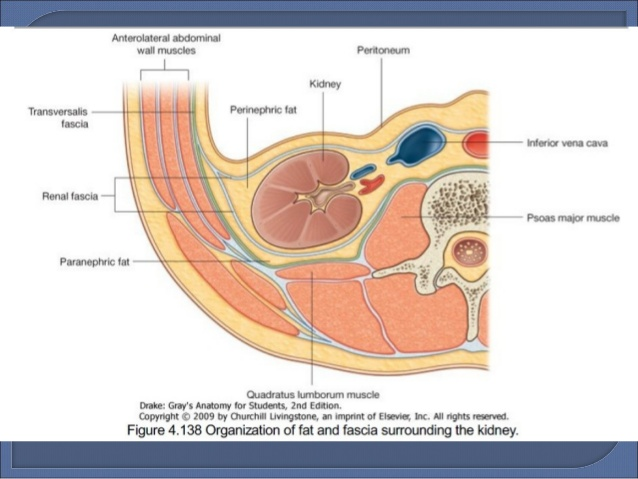 Anterolateral abdominal
wall muscles
Peritoneum
Kidney
Transversalis
fascia
Perinephric fat
Inferior vena cava
Renal fascia
Psoas major muscle
Paranephric fat
Quadratus lumborum muscle
Drake: Gray's Anatomy for Students, 2nd Edition.
Copyright © 2009 by Churchill Livingstone, an imprint of Elsevier, Inc. All rights reserved.
Figure 4.138 Organization of fat and fascia surrounding the kidney.